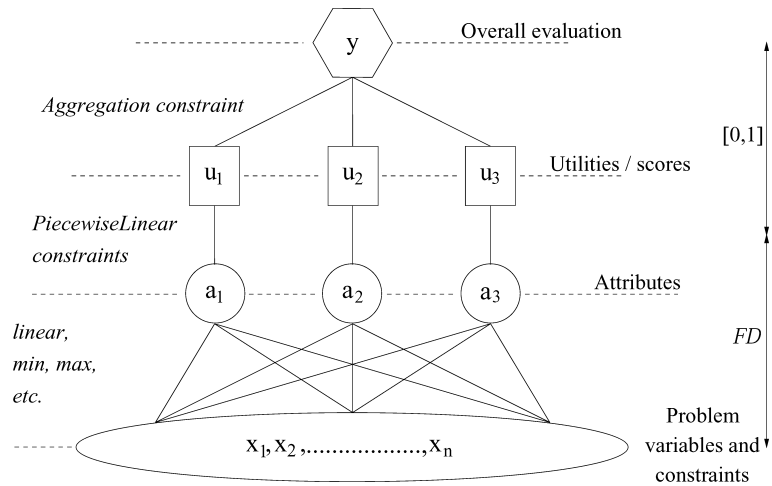 y
Overall evaluation
Aggregation constraint
[0,1]
u1
u2
u3
Utilities / scores
PiecewiseLinear
constraints
a1
a2
a3
Attributes
linear,
min, max,
etc.
FD
x1,x2,...................,xn
Problem
variables and
constraints